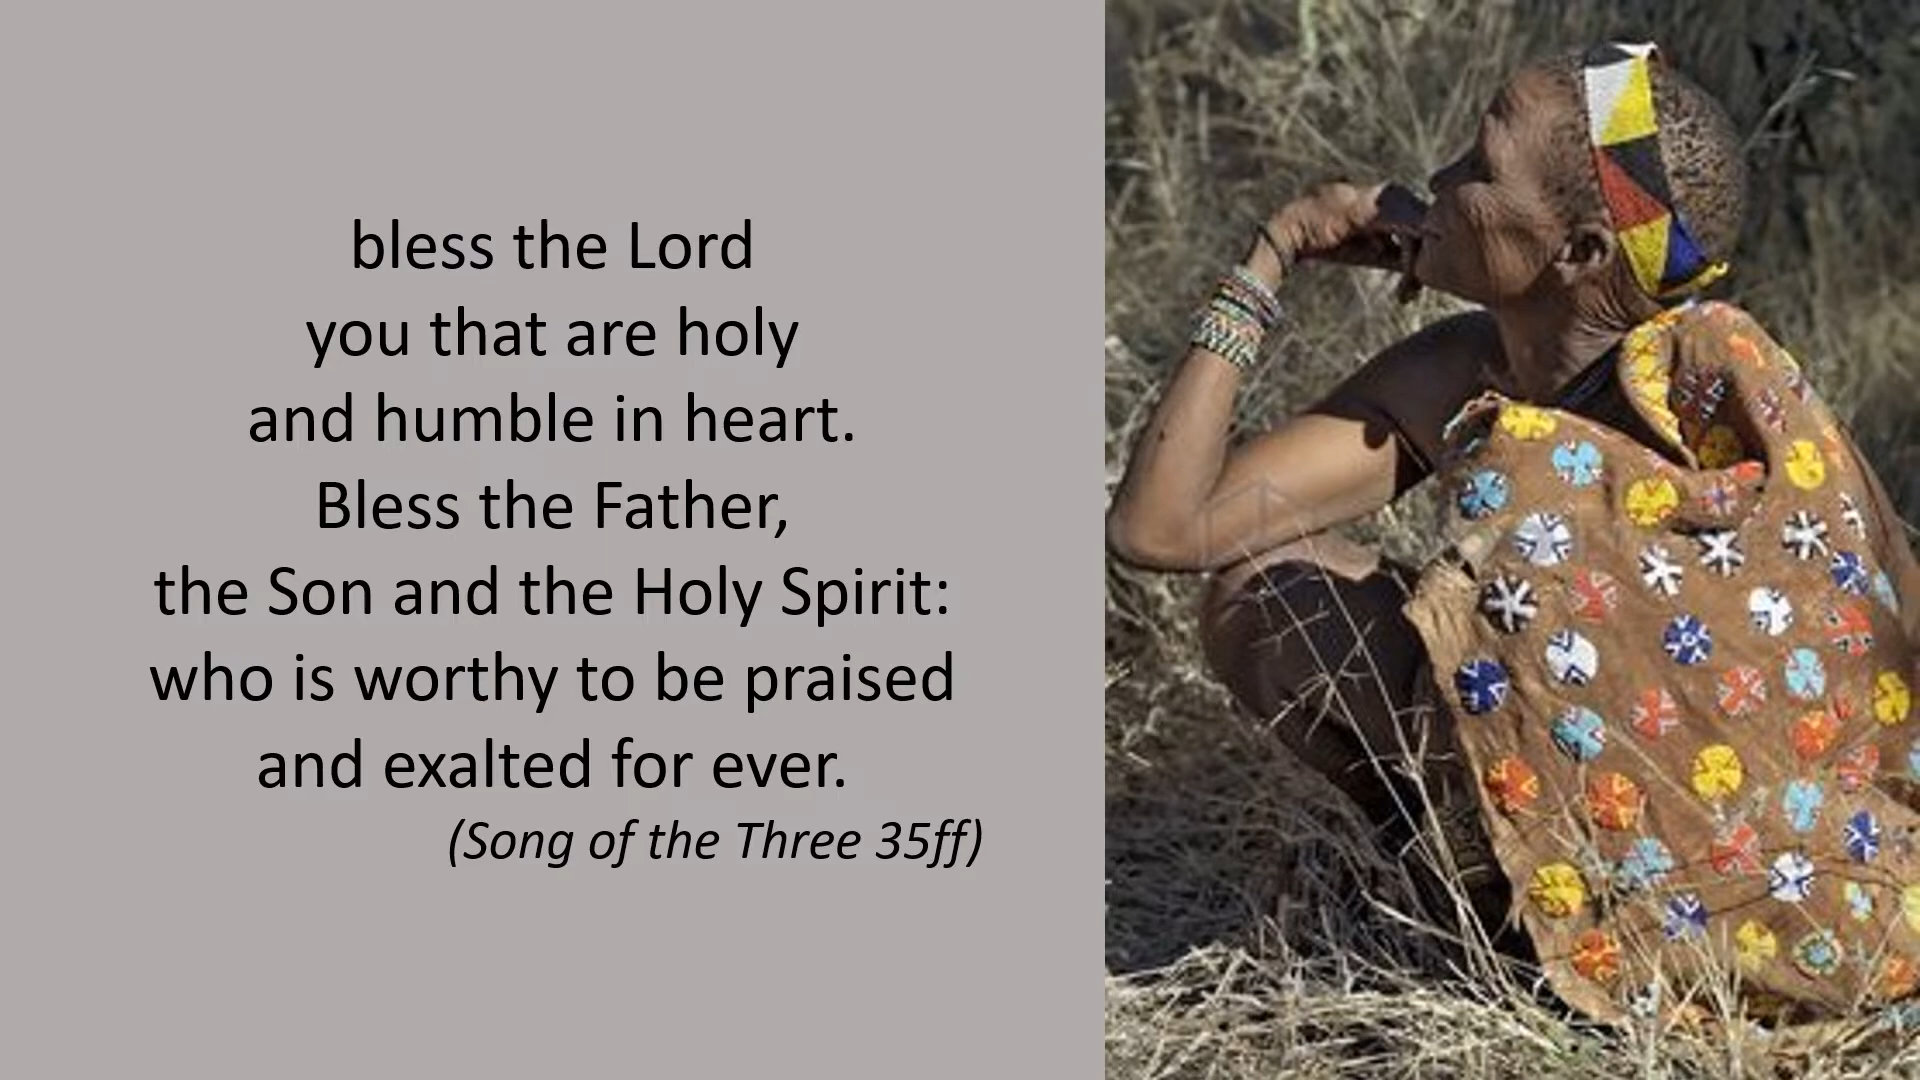 bless the Lord
you that are holy
and humble in heart.
Bless the Father,
the Son and the Holy Spirit:
who is worthy to be praised
and exalted for ever.
(Song of the Three 35ff)